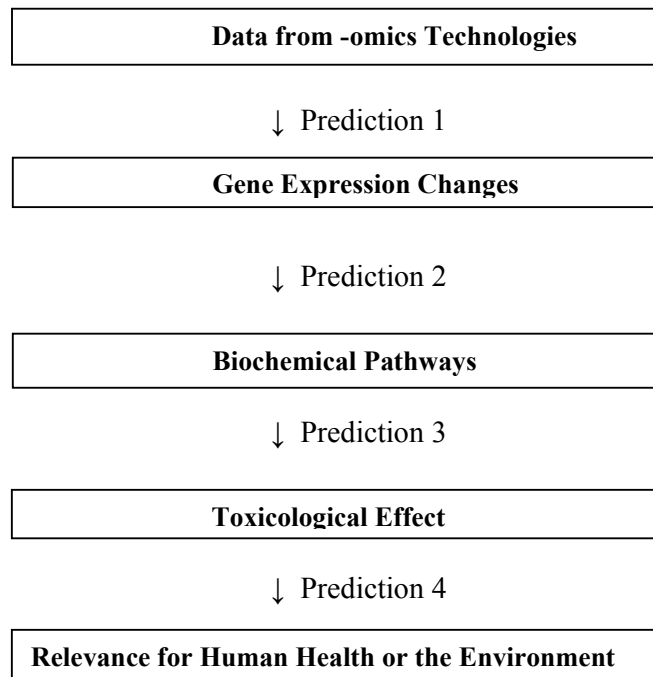 Data from -omics Technologies
↓ Prediction 1
Gene Expression Changes
↓ Prediction 2
Biochemical Pathways
↓ Prediction 3
Toxicological Effect
↓ Prediction 4
Relevance for Human Health or the Environment